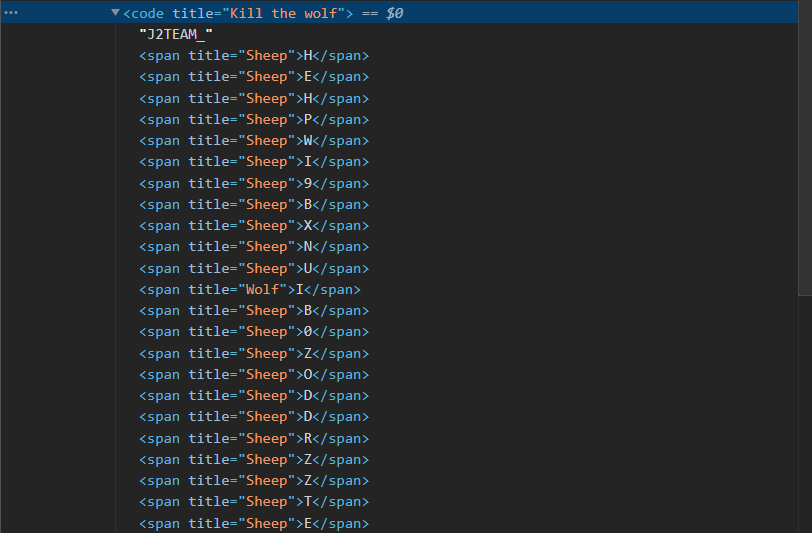 ••• ▼<code title="Kill the wolf"> == $0
"J2TEAM_"
<span title="Sheep">H</span>
<span title="Sheep">E</span>
<span title="Sheep">H</span>
<span title="Sheep">P</span>
<span title="Sheep">W</span>
<span title="Sheep">I</span>
<span title="Sheep">9</span>
<span title="Sheep">B</span>
<span title="Sheep">X</span>
<span title="Sheep">N</span>
<span title="Sheep">U</span>
<span title="Wolf">I</span>
<span title="Sheep">B</span>
<span title="Sheep">0</span>
<span title="Sheep">Z</span>
<span title="Sheep">O</span>
<span title="Sheep">D</span>
<span title="Sheep">D</span>
<span title="Sheep">R</span>
<span title="Sheep">Z</span>
<span title="Sheep">Z</span>
<span title="Sheep">T</span>
<span title="Sheep">E</span>